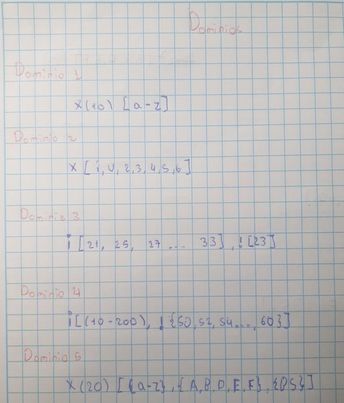 Dominios
Dominio 1
x(10) [a-z]
Dominio 2
x [ i, v, 2, 3, 4, 5, 6]
Dominio 3
i [21, 25, 27 ... 33], ! [23]
Dominio 4
i[(10-200), ! {50, 52, 54..., 60}]
Dominio 5
x(20) [{a-z}, {A, B, D, E, F}, {DS}]